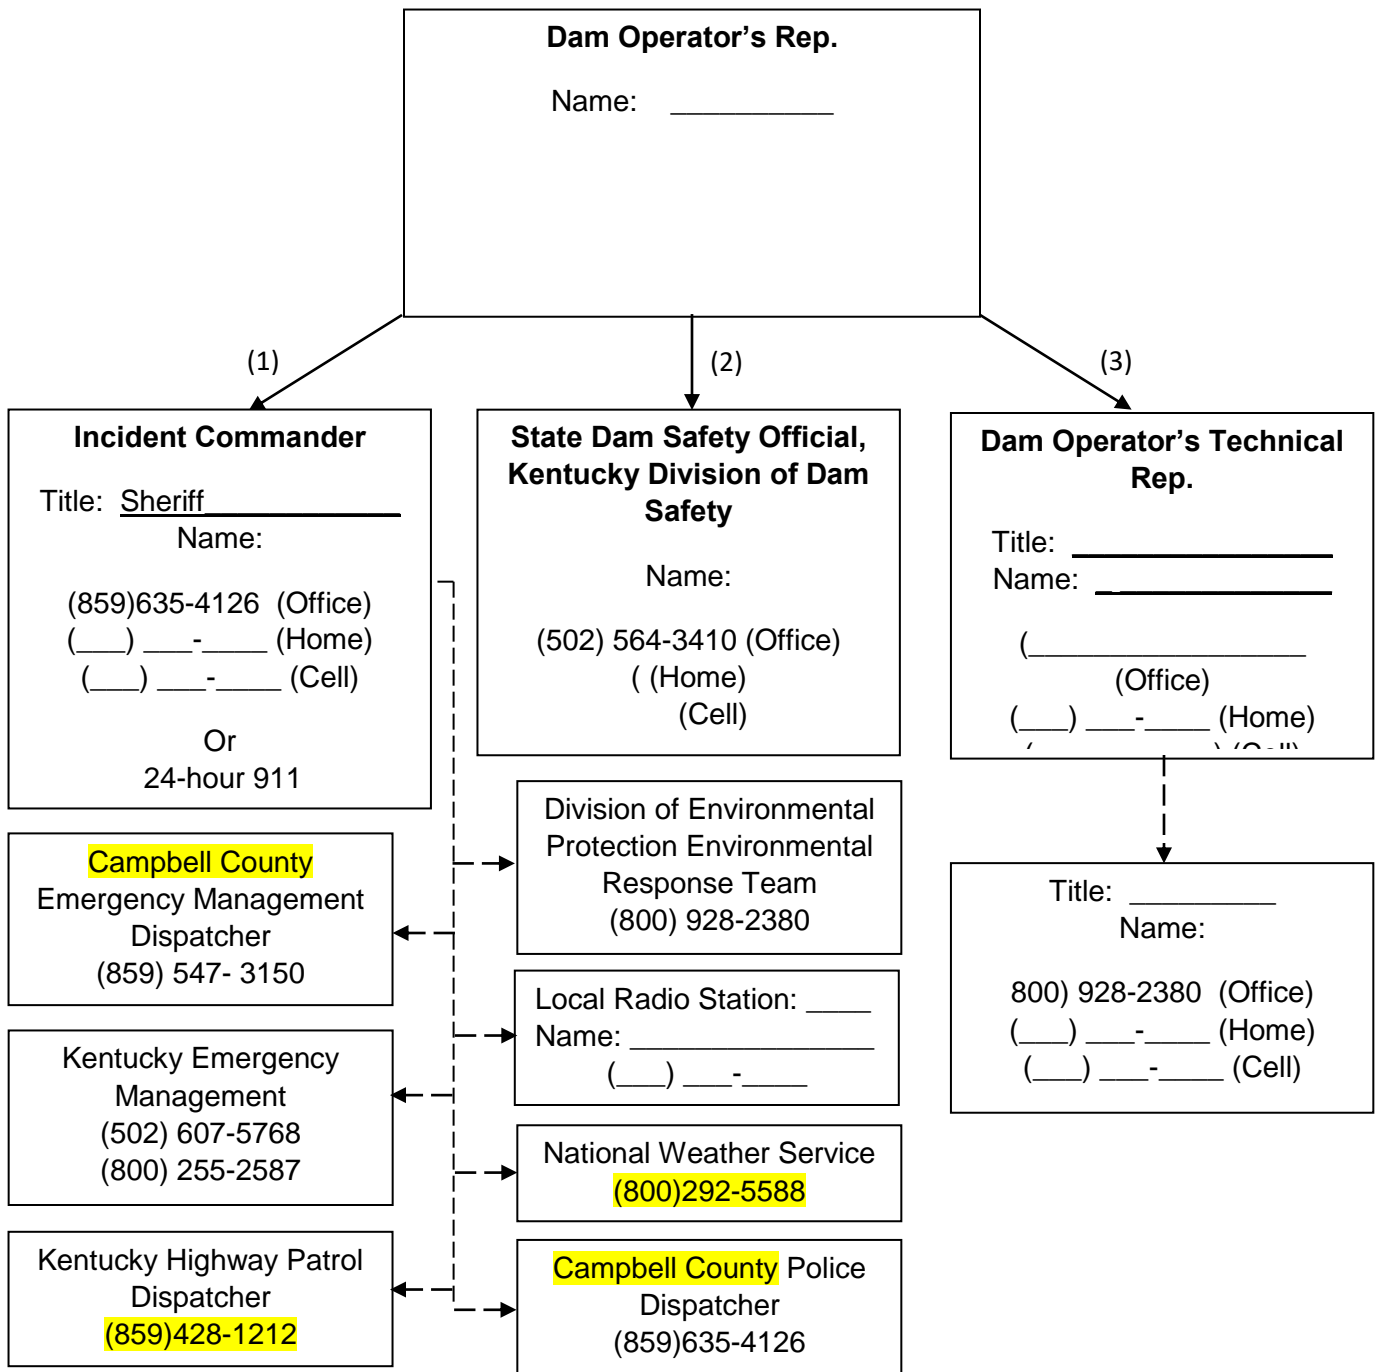 Dam Operator’s Rep.
Name: __________
(1)
(2)
(3)
Incident Commander
Title: Sheriff____________
Name:
(859)635-4126 (Office)
(___) ___-____ (Home)
(___) ___-____ (Cell)
Or
24-hour 911
State Dam Safety Official,
Kentucky Division of Dam
Safety
Name:
(502) 564-3410 (Office)
( (Home)
(Cell)
Dam Operator’s Technical
Rep.
Title: ________________
Name: _ _____________
(_________________
(Office)
(___) ___-____ (Home)
(___________) (Cell)
Campbell County
Emergency Management
Dispatcher
(859) 547- 3150
Kentucky Emergency
Management
(502) 607-5768
(800) 255-2587
Kentucky Highway Patrol
Dispatcher
(859)428-1212
Division of Environmental
Protection Environmental
Response Team
(800) 928-2380
Local Radio Station: ____
Name: _______________
(___) ___-____
National Weather Service
(800)292-5588
Campbell County Police
Dispatcher
(859)635-4126
Title: _________
Name:
800) 928-2380 (Office)
(___) ___-____ (Home)
(___) ___-____ (Cell)